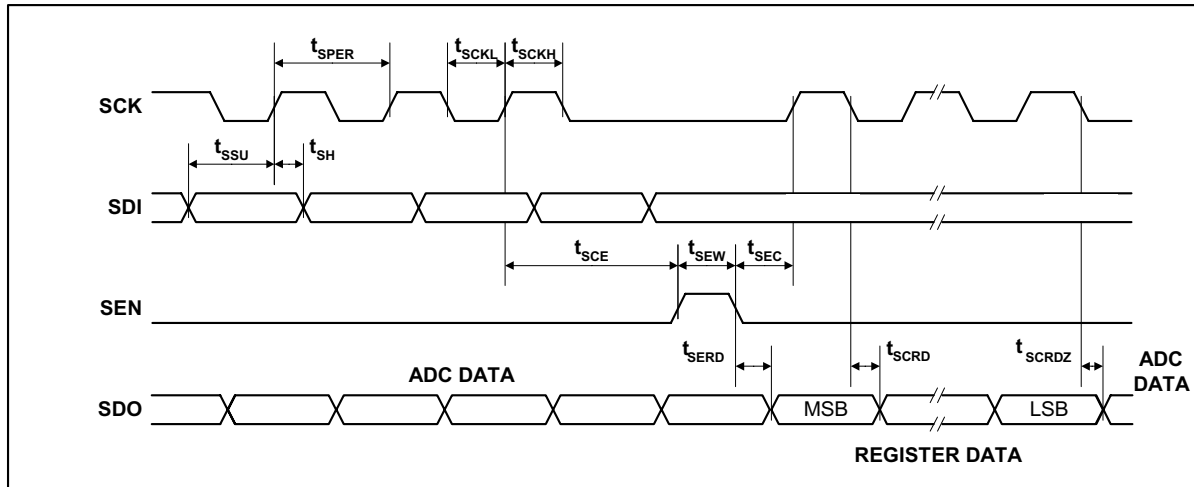 tSPER
tSCKL
tSCKH
SCK
tSSU
tSH
SDI
tSCE
tSEW
tSEC
SEN
tSERD
tSCRD
tSCRDZ
ADC DATA
ADC
DATA
SDO
MSB
LSB
REGISTER DATA